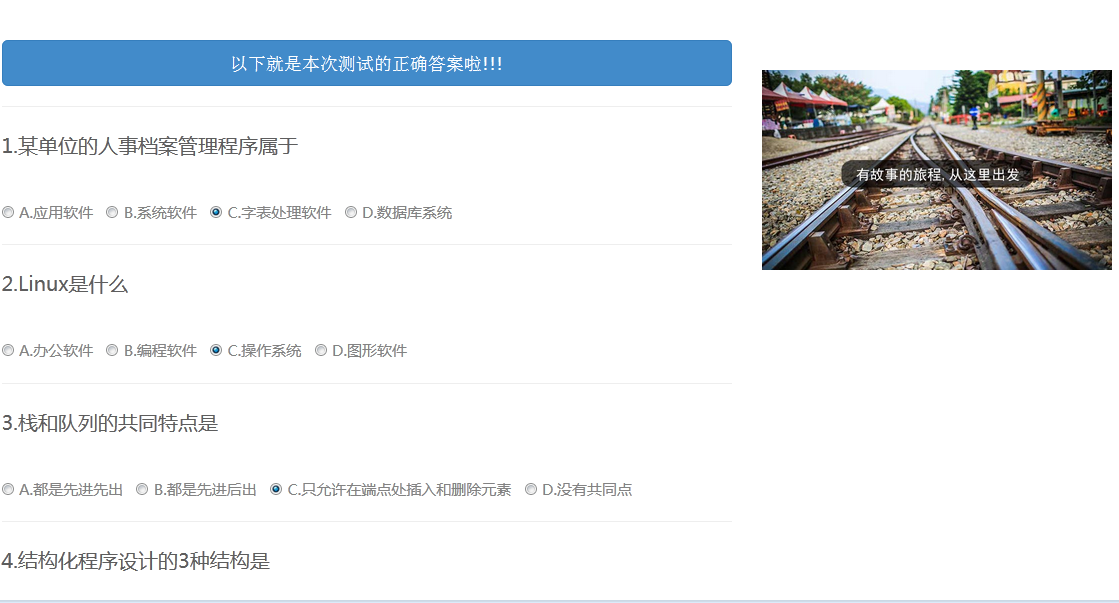 以下就是本次测试的正确答案啦!!!
有故事的旅程, 从这里出发
1.某单位的人事档案管理程序属于
A.应用软件 B.系统软件 C.字表处理软件 D.数据库系统
2.Linux是什么
A.办公软件 B.编程软件 C.操作系统 D.图形软件
3.栈和队列的共同特点是
A.都是先进先出 B.都是先进后出 C.只允许在端点处插入和删除元素 D.没有共同点
4.结构化程序设计的3种结构是